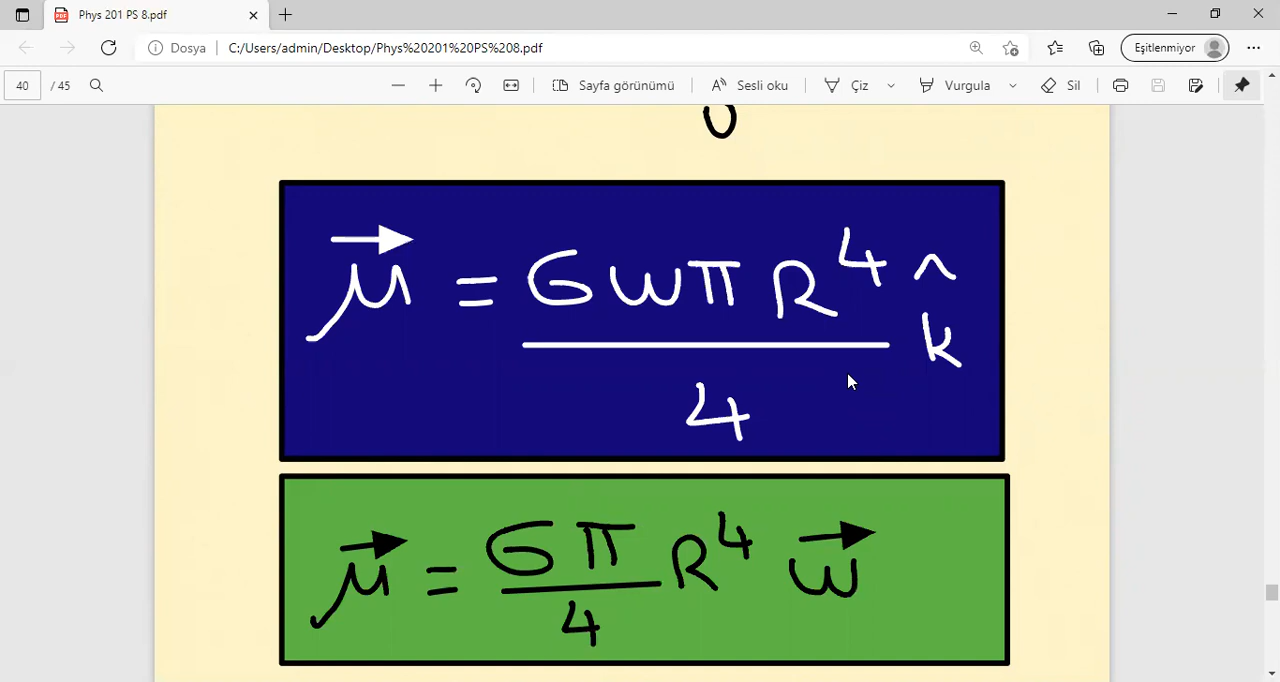 Phys 201 PS 8.pdf
Dosya C:/Users/admin/Desktop/Phys%20201%20PS%208.pdf Eşitlenmiyor
40 / 45 Sayfa görünümü Sesli oku Çiz Vurgula Sil
μ⃗ = σωπR⁴/4 k̂
μ⃗ = σπ/4 R⁴ ω⃗